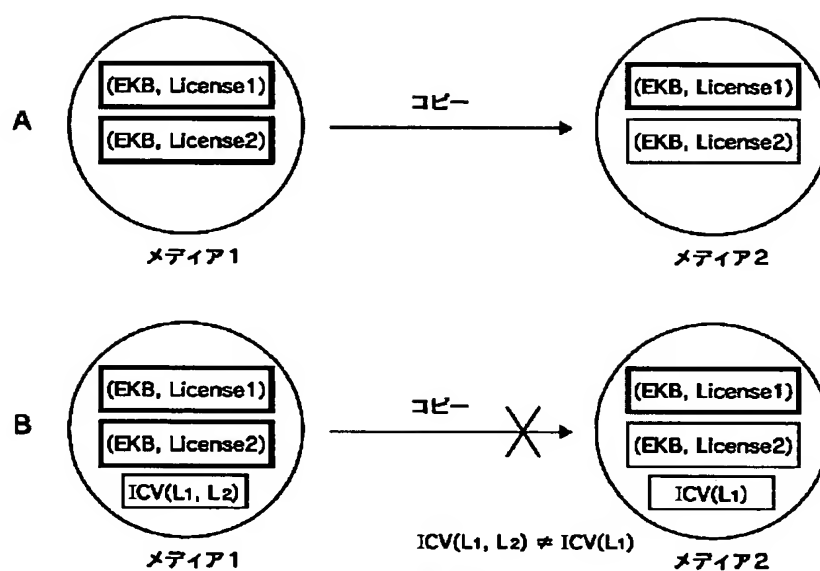 A
(EKB, License1)
(EKB, License2)
メディア1
コピー
(EKB, License1)
(EKB, License2)
メディア2
B
(EKB, License1)
(EKB, License2)
ICV(L1, L2)
メディア1
コピー
(EKB, License1)
(EKB, License2)
ICV(L1)
メディア2
ICV(L1, L2) ≠ ICV(L1)